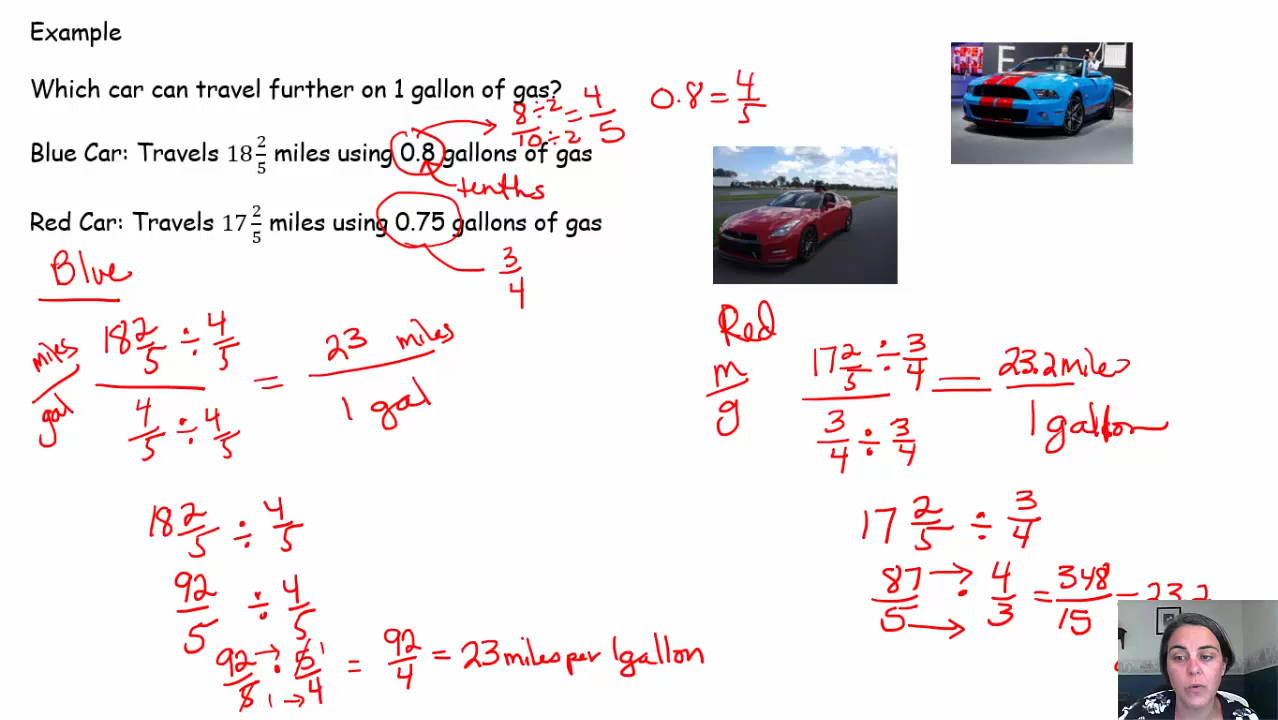 Example
Which car can travel further on 1 gallon of gas?
8/10 ÷ 2/÷ 2 = 4/5
0.8 = 4/5
Blue Car: Travels 18 2/5 miles using 0.8 gallons of gas
tenths
Red Car: Travels 17 2/5 miles using 0.75 gallons of gas
3/4
E
Blue
miles/gal
18 2/5 ÷ 4/5
4/5 ÷ 4/5
= 23 miles
1 gal
18 2/5 ÷ 4/5
92/5 ÷ 4/5
92/5 · 5/4 = 92/4 = 23 miles per 1 gallon
1
1
Red
m/g
17 2/5 ÷ 3/4
3/4 ÷ 3/4
= 23.2 miles
1 gallon
17 2/5 ÷ 3/4
87/5 · 4/3 = 348/15 = 23.2